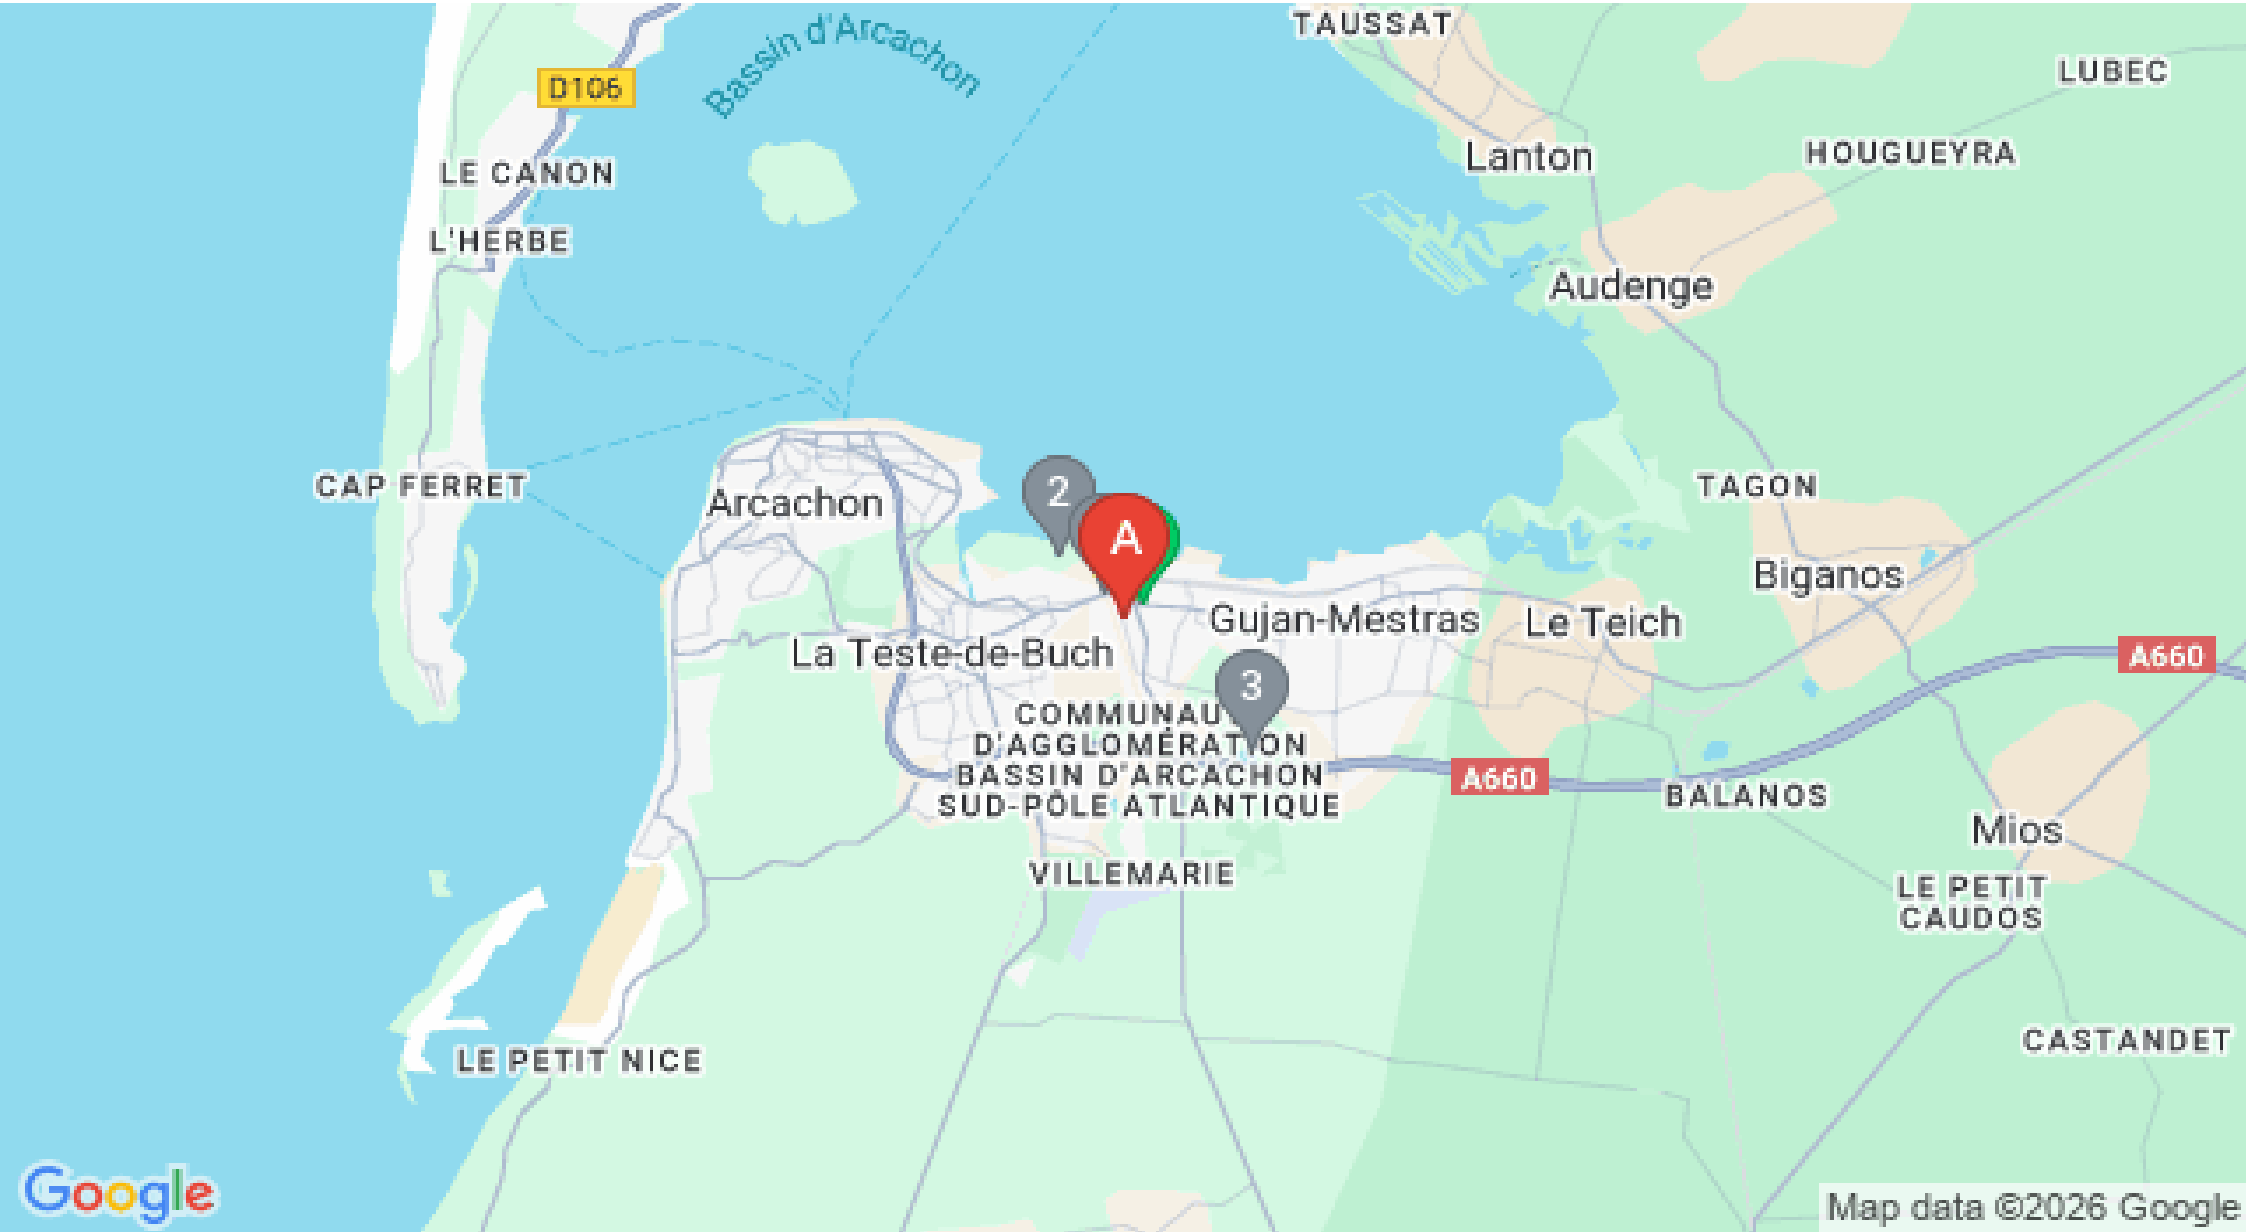 TAUSSAT
Bassin d'Arcachon
LUBEC
D106
HOUGUEYRA
Lanton
LE CANON
L'HERBE
Audenge
CAP FERRET
Arcachon
2
TAGON
A
Biganos
Gujan-Mestras
Le Teich
La Teste-de-Buch
A660
3
COMMUNAU
D'AGGLOMÉRATION
BASSIN D'ARCACHON
SUD-PÔLE ATLANTIQUE
A660
BALANOS
Mios
VILLEMARIE
LE PETIT
CAUDOS
CASTANDET
LE PETIT NICE
Google
Map data ©2026 Google